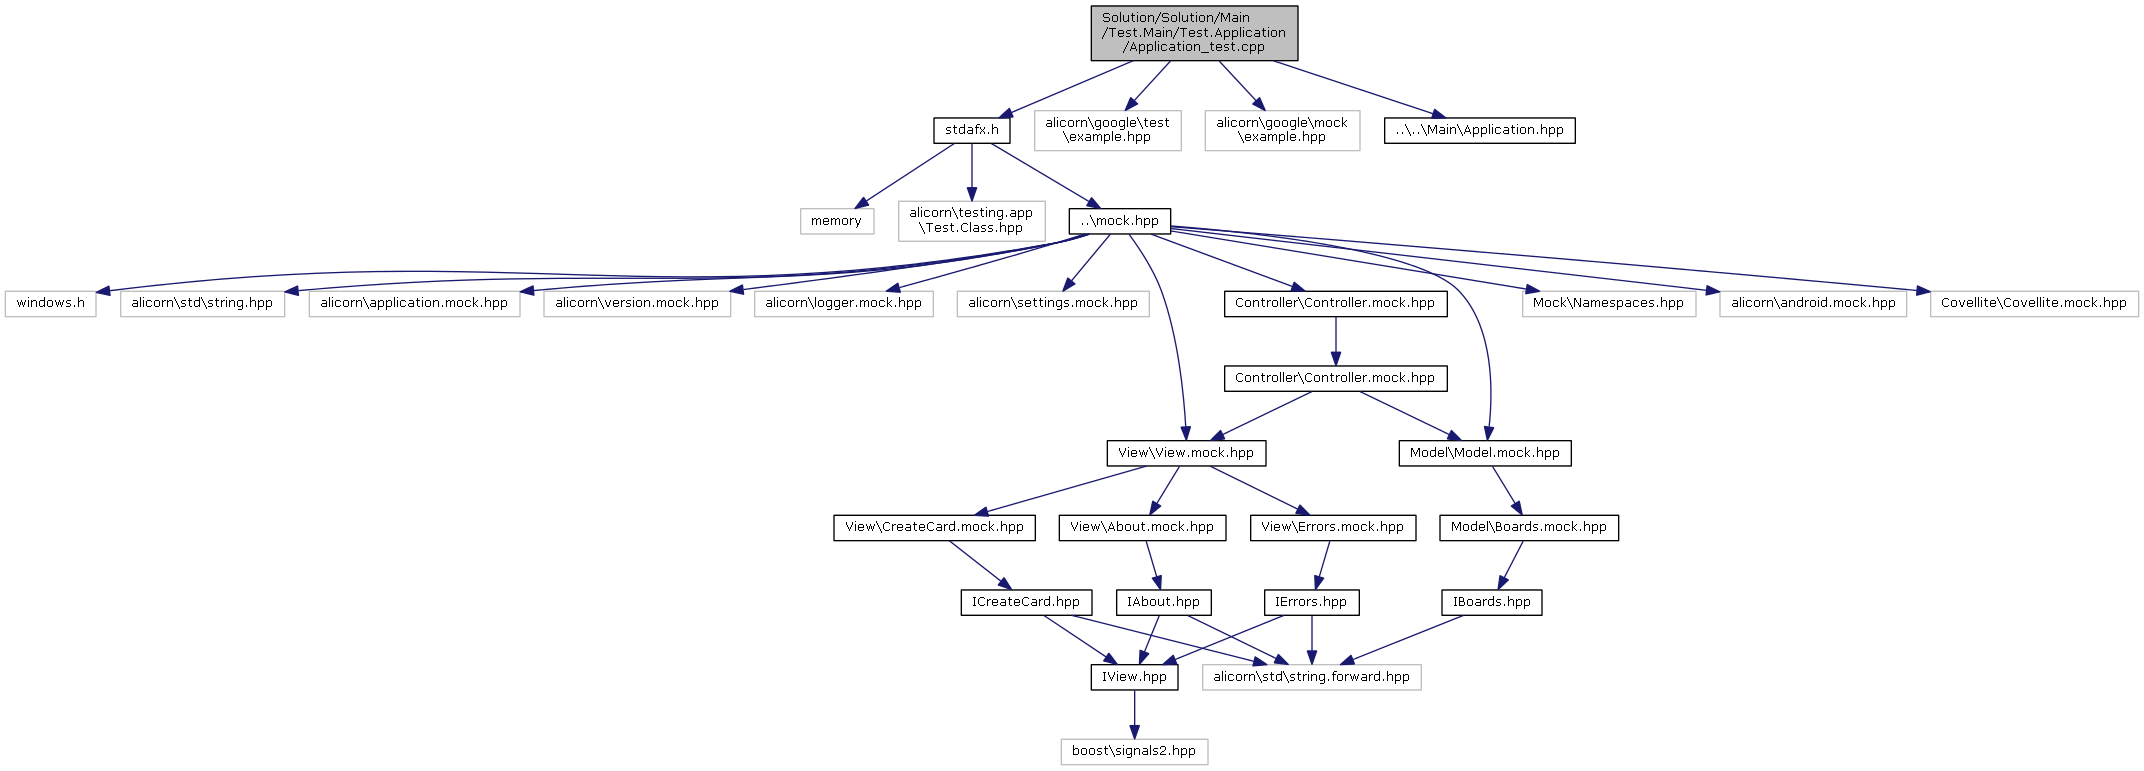 Solution/Solution/Main
/Test.Main/Test.Application
/Application_test.cpp
stdafx.h
alicorn\google\test
\example.hpp
alicorn\google\mock
\example.hpp
..\..\Main\Application.hpp
memory
alicorn\testing.app
\Test.Class.hpp
..\mock.hpp
windows.h
alicorn\std\string.hpp
alicorn\application.mock.hpp
alicorn\version.mock.hpp
alicorn\logger.mock.hpp
alicorn\settings.mock.hpp
Controller\Controller.mock.hpp
Mock\Namespaces.hpp
alicorn\android.mock.hpp
Covellite\Covellite.mock.hpp
Controller\Controller.mock.hpp
View\View.mock.hpp
Model\Model.mock.hpp
View\CreateCard.mock.hpp
View\About.mock.hpp
View\Errors.mock.hpp
Model\Boards.mock.hpp
ICreateCard.hpp
IAbout.hpp
IErrors.hpp
IBoards.hpp
IView.hpp
alicorn\std\string.forward.hpp
boost\signals2.hpp